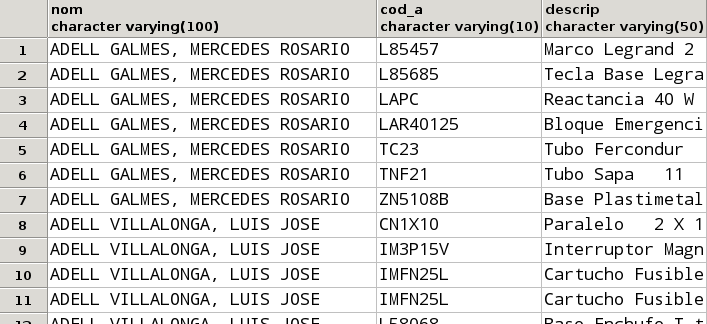 nom cod_a descrip
character varying(100) character varying(10) character varying(50)
1 ADELL GALMES, MERCEDES ROSARIO L85457 Marco Legrand 2
2 ADELL GALMES, MERCEDES ROSARIO L85685 Tecla Base Legra
3 ADELL GALMES, MERCEDES ROSARIO LAPC Reactancia 40 W
4 ADELL GALMES, MERCEDES ROSARIO LAR40125 Bloque Emergenci
5 ADELL GALMES, MERCEDES ROSARIO TC23 Tubo Fercondur
6 ADELL GALMES, MERCEDES ROSARIO TNF21 Tubo Sapa 11
7 ADELL GALMES, MERCEDES ROSARIO ZN5108B Base Plastimetal
8 ADELL VILLALONGA, LUIS JOSE CN1X10 Paralelo 2 X 1
9 ADELL VILLALONGA, LUIS JOSE IM3P15V Interruptor Magn
10 ADELL VILLALONGA, LUIS JOSE IMFN25L Cartucho Fusible
11 ADELL VILLALONGA, LUIS JOSE IMFN25L Cartucho Fusible
12 ADELL VILLALONGA, LUIS JOSE